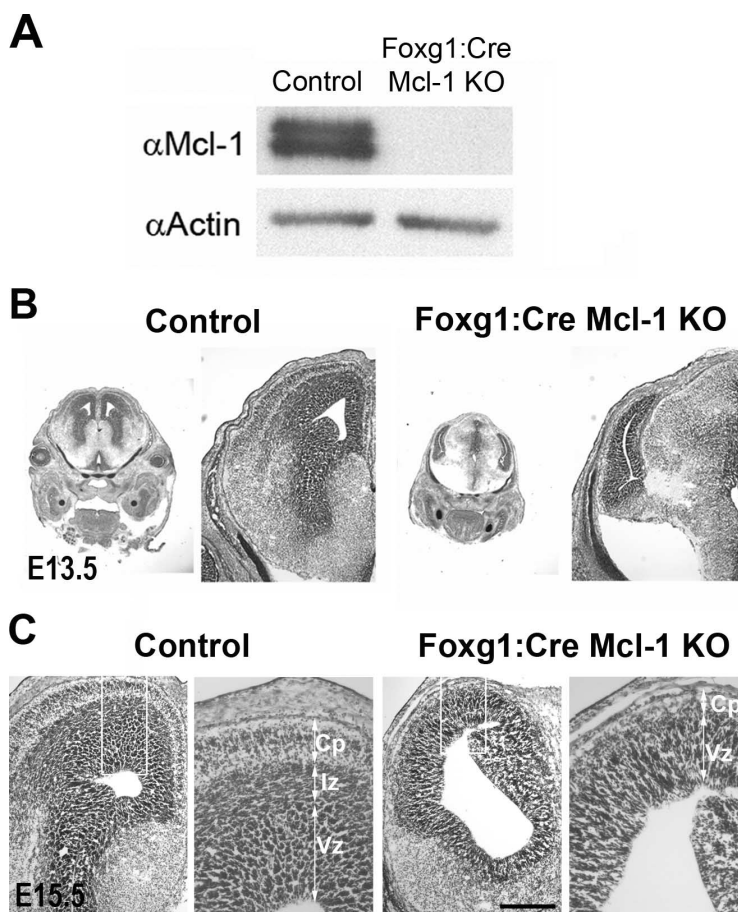 A
Control
Foxg1:Cre
Mcl-1 KO
αMcl-1
αActin
B
Control
Foxg1:Cre Mcl-1 KO
E13.5
C
Control
Foxg1:Cre Mcl-1 KO
Cp
Iz
Vz
Cp
Vz
E15.5